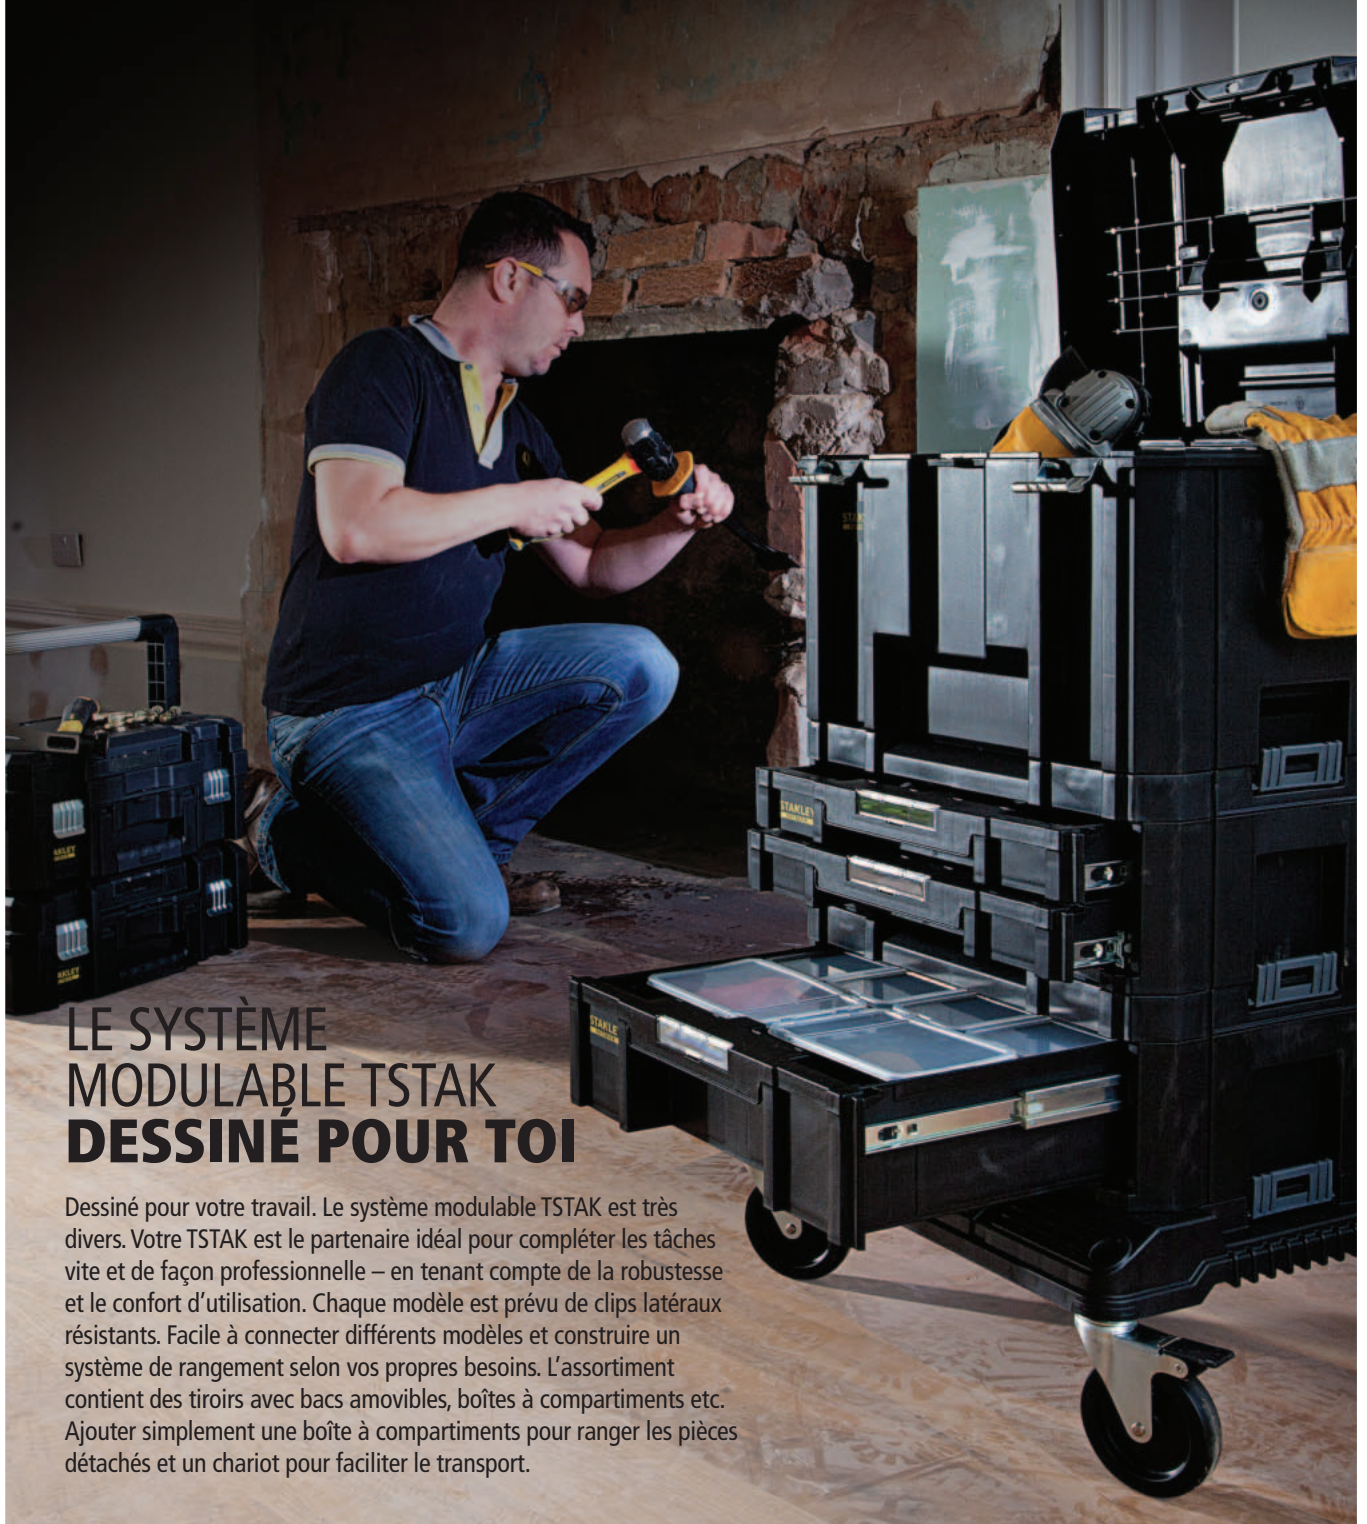 STANLEY
STAKLE
AKLEY
AKLEY
LE SYSTÈME
MODULABLE TSTAK
DESSINÉ POUR TOI
Dessiné pour votre travail. Le système modulable TSTAK est très
divers. Votre TSTAK est le partenaire idéal pour compléter les tâches
vite et de façon professionnelle – en tenant compte de la robustesse
et le confort d’utilisation. Chaque modèle est prévu de clips latéraux
résistants. Facile à connecter différents modèles et construire un
système de rangement selon vos propres besoins. L’assortiment
contient des tiroirs avec bacs amovibles, boîtes à compartiments etc.
Ajouter simplement une boîte à compartiments pour ranger les pièces
détachés et un chariot pour faciliter le transport.